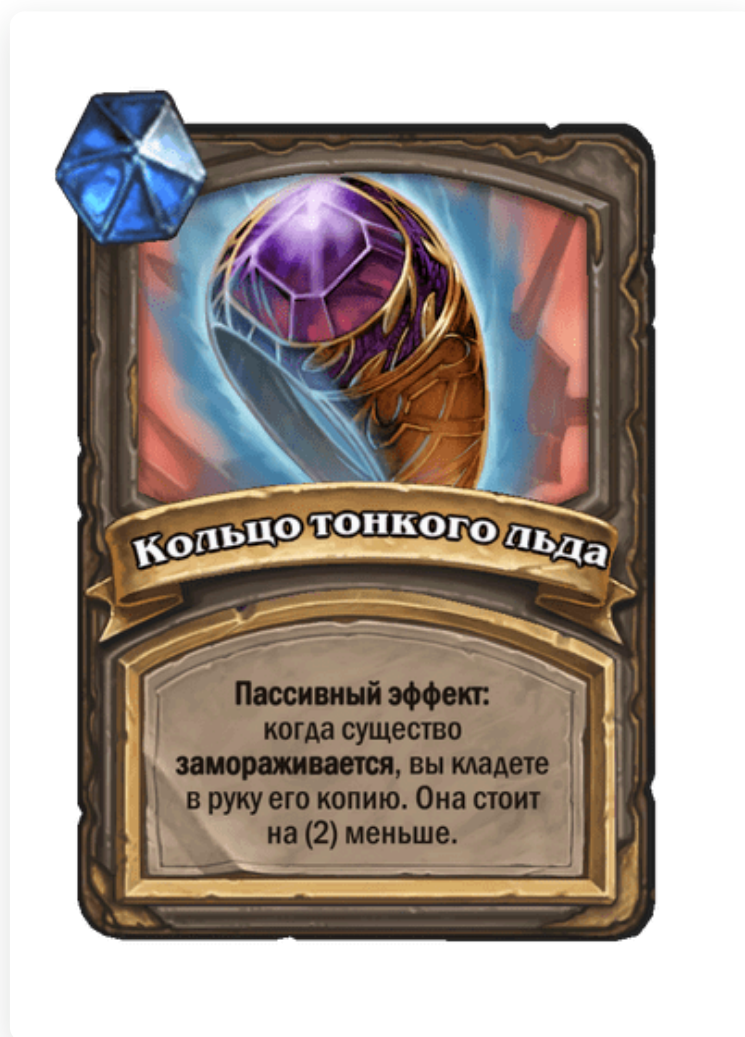 Кольцо тонкого льда
Пассивный эффект:
когда существо
замораживается, вы кладете
в руку его копию. Она стоит
на (2) меньше.